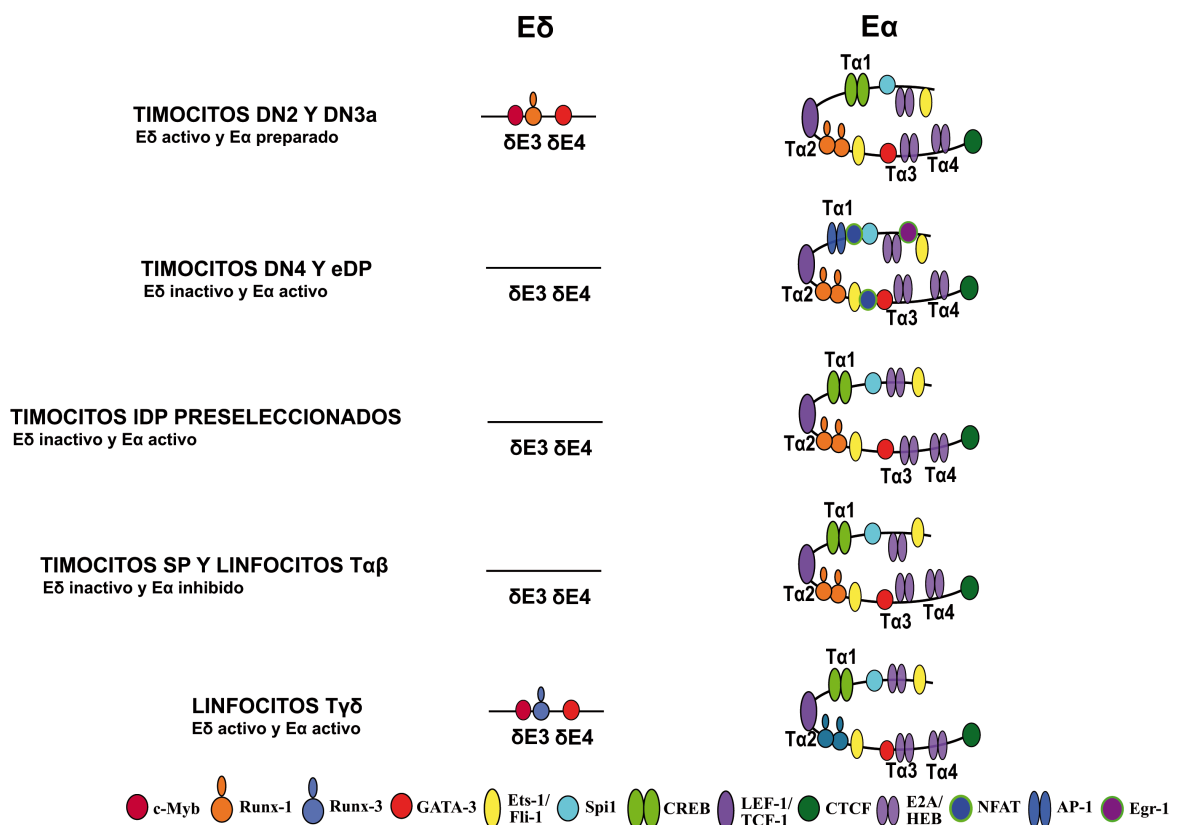 Eδ
Eα
TIMOCITOS DN2 Y DN3a
Eδ activo y Eα preparado
δE3 δE4
Tα1
Tα2
Tα3
Tα4
TIMOCITOS DN4 Y eDP
Eδ inactivo y Eα activo
δE3 δE4
Tα1
Tα2
Tα3
Tα4
TIMOCITOS IDP PRESELECCIONADOS
Eδ inactivo y Eα activo
δE3 δE4
Tα1
Tα2
Tα3
Tα4
TIMOCITOS SP Y LINFOCITOS Tαβ
Eδ inactivo y Eα inhibido
δE3 δE4
Tα1
Tα2
Tα3
Tα4
LINFOCITOS Tγδ
Eδ activo y Eα activo
δE3 δE4
Tα1
Tα2
Tα3
Tα4
c-Myb
Runx-1
Runx-3
GATA-3
Ets-1/
Fli-1
Spi1
CREB
LEF-1/
TCF-1
CTCF
E2A/
HEB
NFAT
AP-1
Egr-1